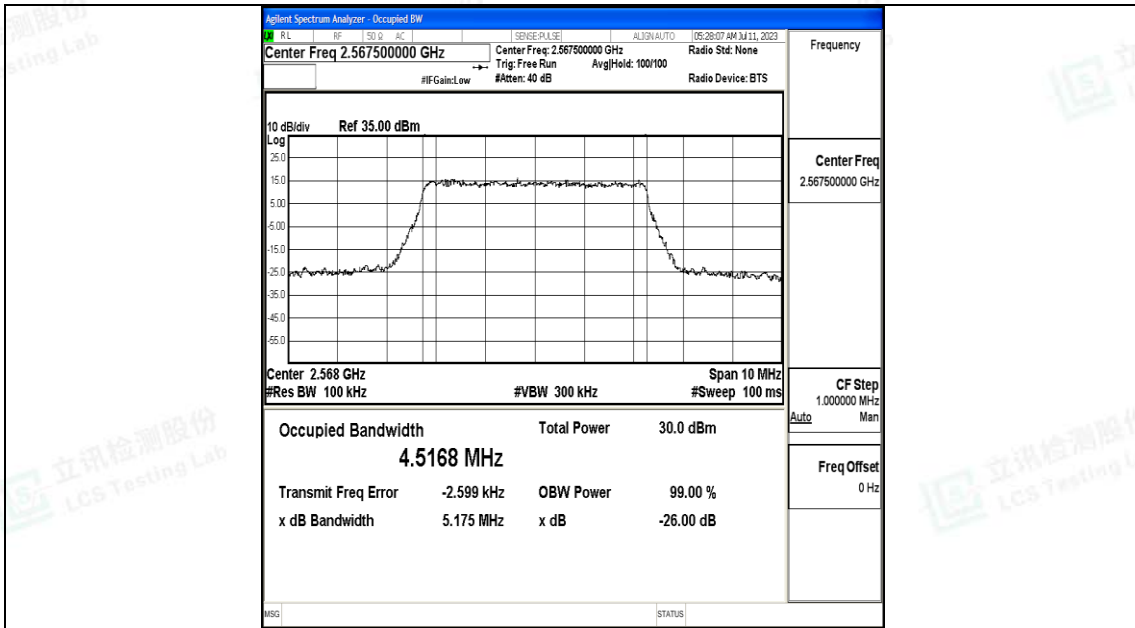 Agilent Spectrum Analyzer - Occupied BW
RL RF 50 Ω AC SENSE:PULSE ALIGN AUTO 05:28:07 AM Jul 11, 2023
Center Freq 2.567500000 GHz
Center Freq: 2.567500000 GHz Radio Std: None
Trig: Free Run Avg|Hold: 100/100
#IFGain:Low #Atten: 40 dB Radio Device: BTS
Frequency
10 dB/div Ref 35.00 dBm
Log
25.0
15.0
5.00
-5.00
-15.0
-25.0
-35.0
-45.0
-55.0
Center 2.568 GHz Span 10 MHz
#Res BW 100 kHz #VBW 300 kHz #Sweep 100 ms
Center Freq
2.567500000 GHz
CF Step
1.000000 MHz
Auto Man
Freq Offset
0 Hz
Occupied Bandwidth Total Power 30.0 dBm
4.5168 MHz
Transmit Freq Error -2.599 kHz OBW Power 99.00 %
x dB Bandwidth 5.175 MHz x dB -26.00 dB
MSG STATUS
立讯检测股份
LCS Testing Lab
立讯检测股份
LCS Testing L